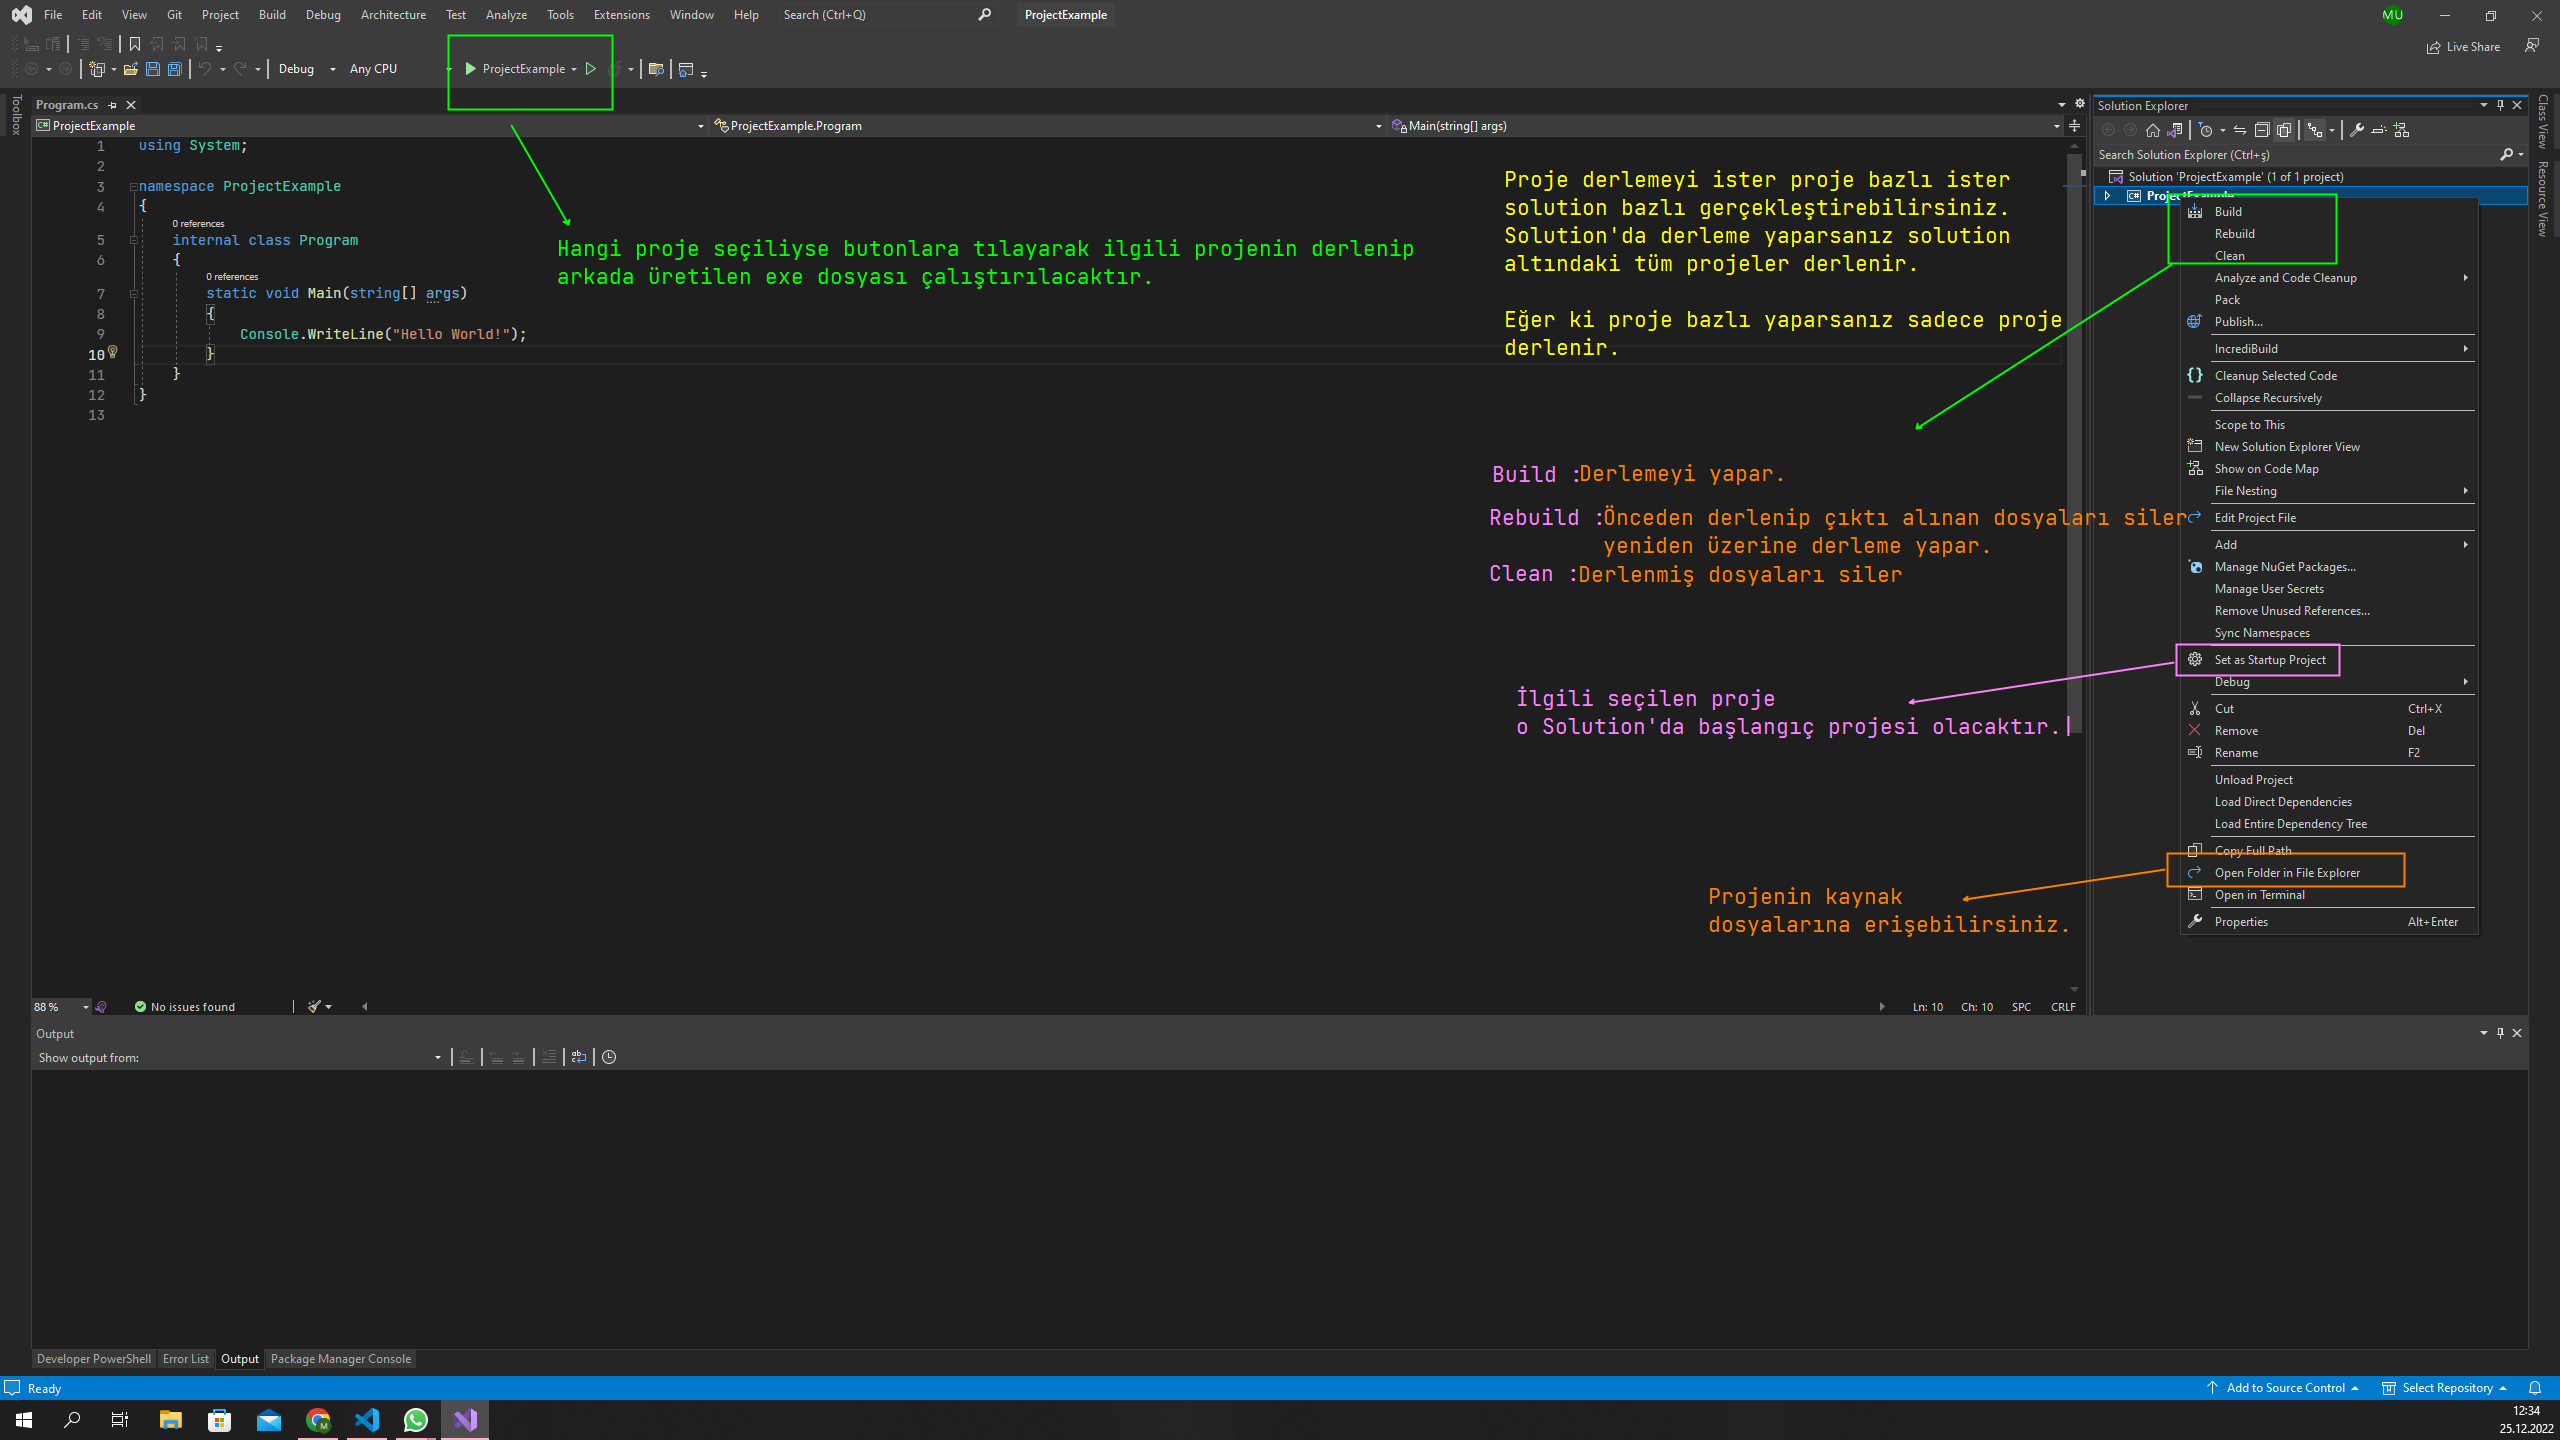 File Edit View Git Project Build Debug Architecture Test Analyze Tools Extensions Window Help Search (Ctrl+Q) ProjectExample MU
Live Share
Debug Any CPU ProjectExample
Toolbox
Program.cs
ProjectExample ProjectExample.Program Main(string[] args)
1 using System;
2
3 namespace ProjectExample
4 {
0 references
5 internal class Program
6 {
0 references
7 static void Main(string[] args)
8 {
9 Console.WriteLine("Hello World!");
10 }
11 }
12 }
13
Hangi proje seçiliyse butonlara tılayarak ilgili projenin derlenip
arkada üretilen exe dosyası çalıştırılacaktır.
Proje derlemeyi ister proje bazlı ister
solution bazlı gerçekleştirebilirsiniz.
Solution'da derleme yaparsanız solution
altındaki tüm projeler derlenir.
Eğer ki proje bazlı yaparsanız sadece proje
derlenir.
Build :Derlemeyi yapar.
Rebuild :Önceden derlenip çıktı alınan dosyaları siler
yeniden üzerine derleme yapar.
Clean :Derlenmiş dosyaları siler
İlgili seçilen proje
o Solution'da başlangıç projesi olacaktır.
Projenin kaynak
dosyalarına erişebilirsiniz.
Solution Explorer
Search Solution Explorer (Ctrl+ş)
Solution 'ProjectExample' (1 of 1 project)
ProjectExample
Build
Rebuild
Clean
Analyze and Code Cleanup
Pack
Publish...
IncrediBuild
Cleanup Selected Code
Collapse Recursively
Scope to This
New Solution Explorer View
Show on Code Map
File Nesting
Edit Project File
Add
Manage NuGet Packages...
Manage User Secrets
Remove Unused References...
Sync Namespaces
Set as Startup Project
Debug
Cut Ctrl+X
Remove Del
Rename F2
Unload Project
Load Direct Dependencies
Load Entire Dependency Tree
Copy Full Path
Open Folder in File Explorer
Open in Terminal
Properties Alt+Enter
Class View
Resource View
88 % No issues found Ln: 10 Ch: 10 SPC CRLF
Output
Show output from:
Developer PowerShell Error List Output Package Manager Console
Ready Add to Source Control Select Repository
12:34
25.12.2022